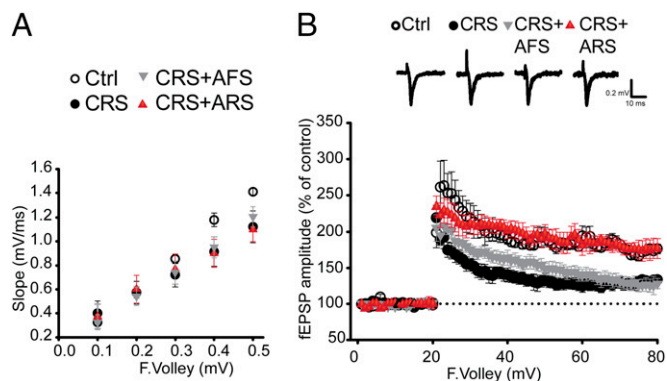 A
Ctrl CRS+AFS
CRS CRS+ARS
1.6
1.4
1.2
1.0
0.8
0.6
0.4
0.2
Slope (mV/ms)
0.0 0.1 0.2 0.3 0.4 0.5
F.Volley (mV)
B
Ctrl CRS CRS+ CRS+
AFS ARS
0.2 mV
10 ms
350
300
250
200
150
100
50
fEPSP amplitude (% of control)
0 20 40 60 80
F.Volley (mV)